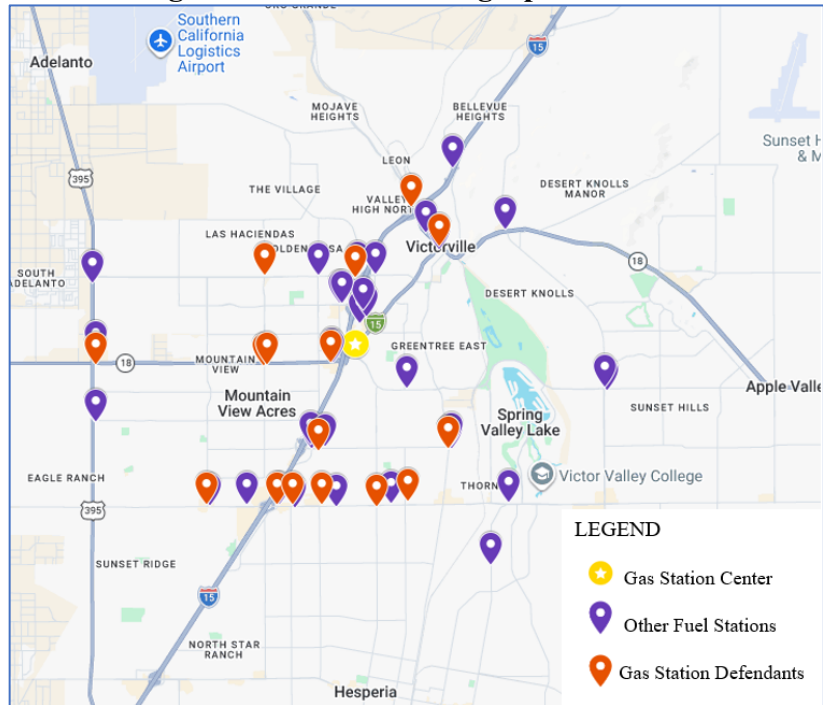 Southern
California
Logistics
Airport
Adelanto
15
MOJAVE
HEIGHTS
BELLEVUE
HEIGHTS
LEON
395
THE VILLAGE
VALLEY
HIGH NOR
DESERT KNOLLS
MANOR
LAS HACIENDAS
Victorville
SOUTH
18
DESERT KNOLLS
15
18
MOUNTAIN
VIEW
GREENTREE EAST
Apple Valle
Mountain
View Acres
Spring
Valley Lake
SUNSET HILLS
EAGLE RANCH
THORN
Victor Valley College
395
SUNSET RIDGE
15
NORTH STAR
RANCH
Hesperia
LEGEND
Gas Station Center
Other Fuel Stations
Gas Station Defendants